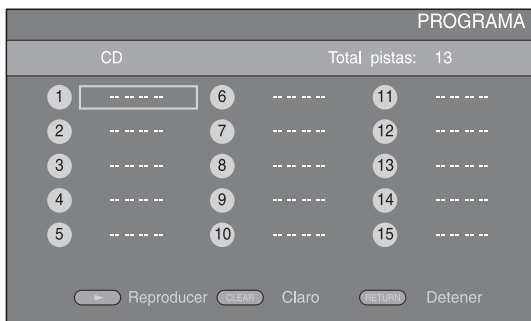 PROGRAMA
CD Total pistas: 13
1 -- -- -- -- 6 -- -- -- -- 11 -- -- -- --
2 -- -- -- -- 7 -- -- -- -- 12 -- -- -- --
3 -- -- -- -- 8 -- -- -- -- 13 -- -- -- --
4 -- -- -- -- 9 -- -- -- -- 14 -- -- -- --
5 -- -- -- -- 10 -- -- -- -- 15 -- -- -- --
Reproducer CLEAR Claro RETURN Detener